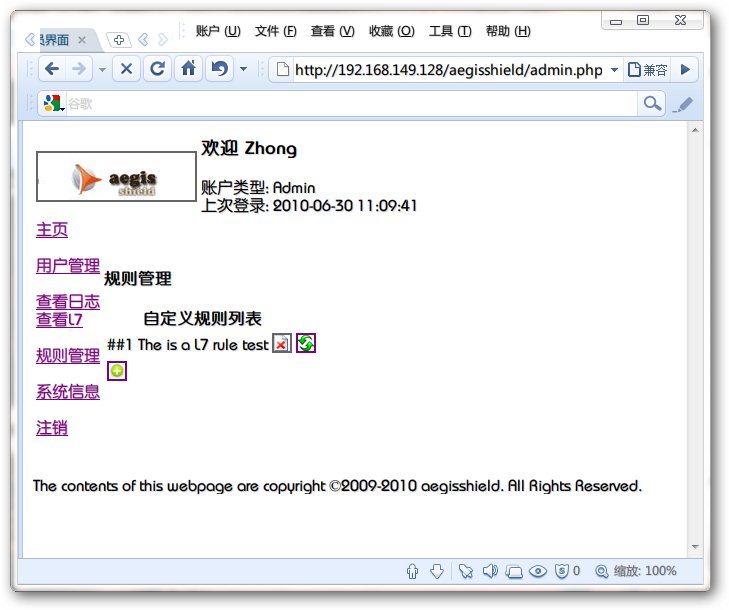 账户 (U) 文件 (F) 查看 (V) 收藏 (O) 工具 (T) 帮助 (H)
员界面
http://192.168.149.128/aegisshield/admin.php 兼容
谷歌
aegis
shield
欢迎 Zhong
账户类型: Admin
上次登录: 2010-06-30 11:09:41
主页
用户管理
查看日志
查看L7
规则管理
系统信息
注销
规则管理
自定义规则列表
##1 The is a L7 rule test
The contents of this webpage are copyright ©2009-2010 aegisshield. All Rights Reserved.
0 缩放: 100%